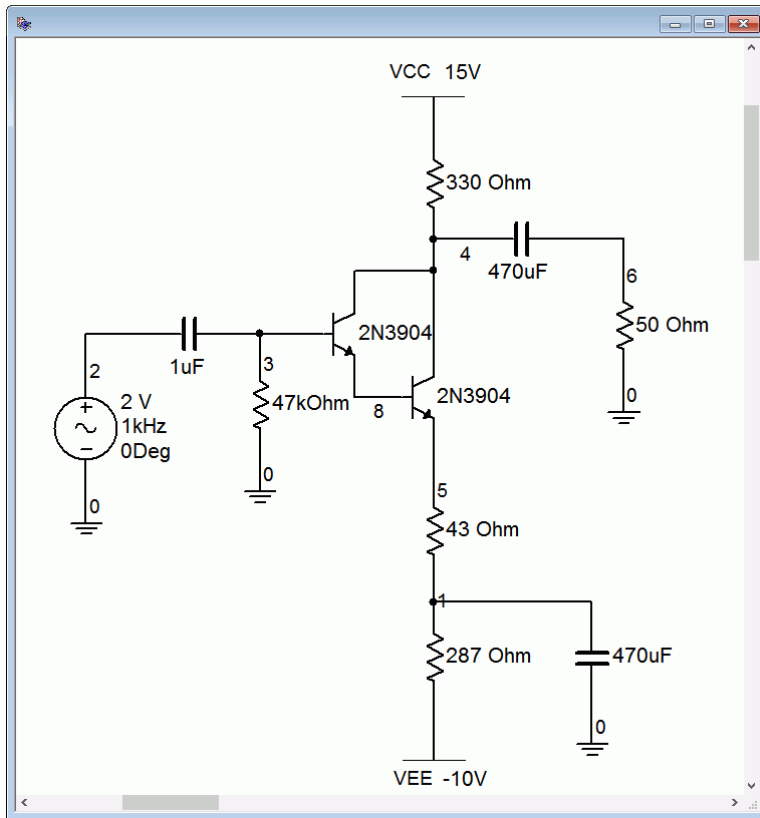 VCC 15V
330 Ohm
4
470uF
6
50 Ohm
0
2N3904
1uF
3
47kOhm
0
2
2 V
1kHz
0Deg
0
8
2N3904
5
43 Ohm
1
287 Ohm
470uF
0
VEE -10V